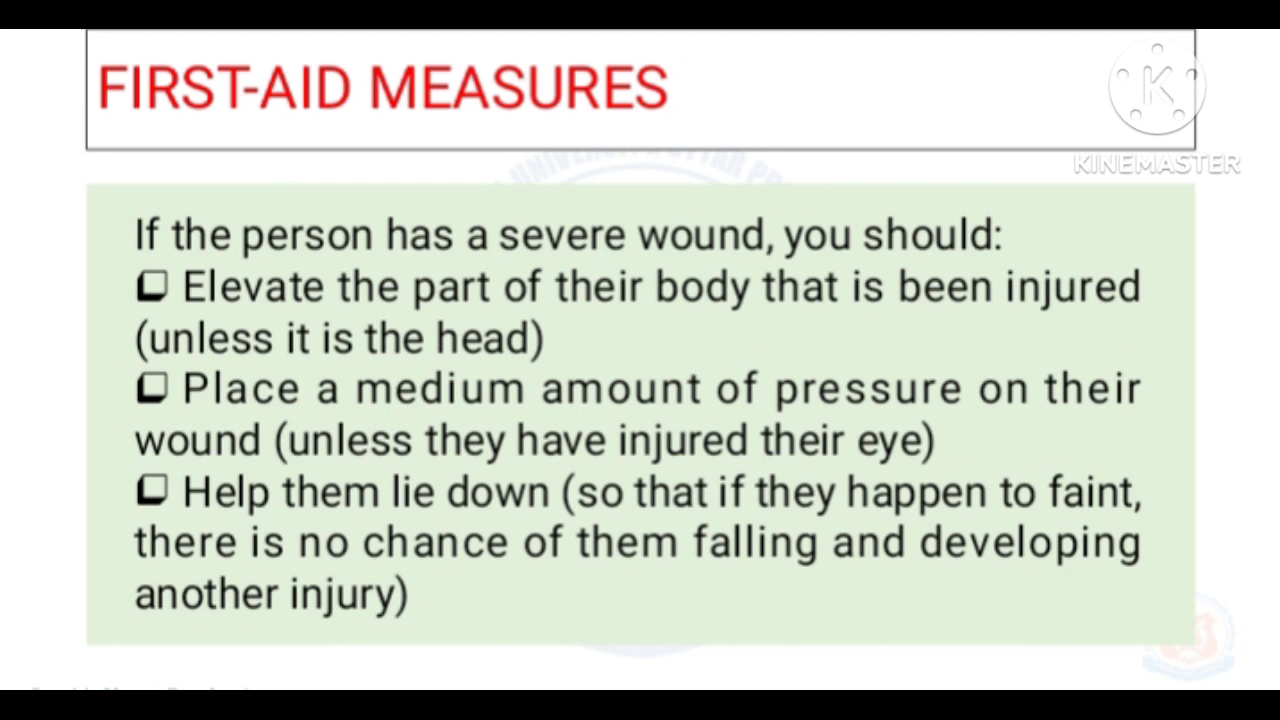 FIRST-AID MEASURES
KINEMASTER
If the person has a severe wound, you should:
❑ Elevate the part of their body that is been injured
(unless it is the head)
❑ Place a medium amount of pressure on their
wound (unless they have injured their eye)
❑ Help them lie down (so that if they happen to faint,
there is no chance of them falling and developing
another injury)